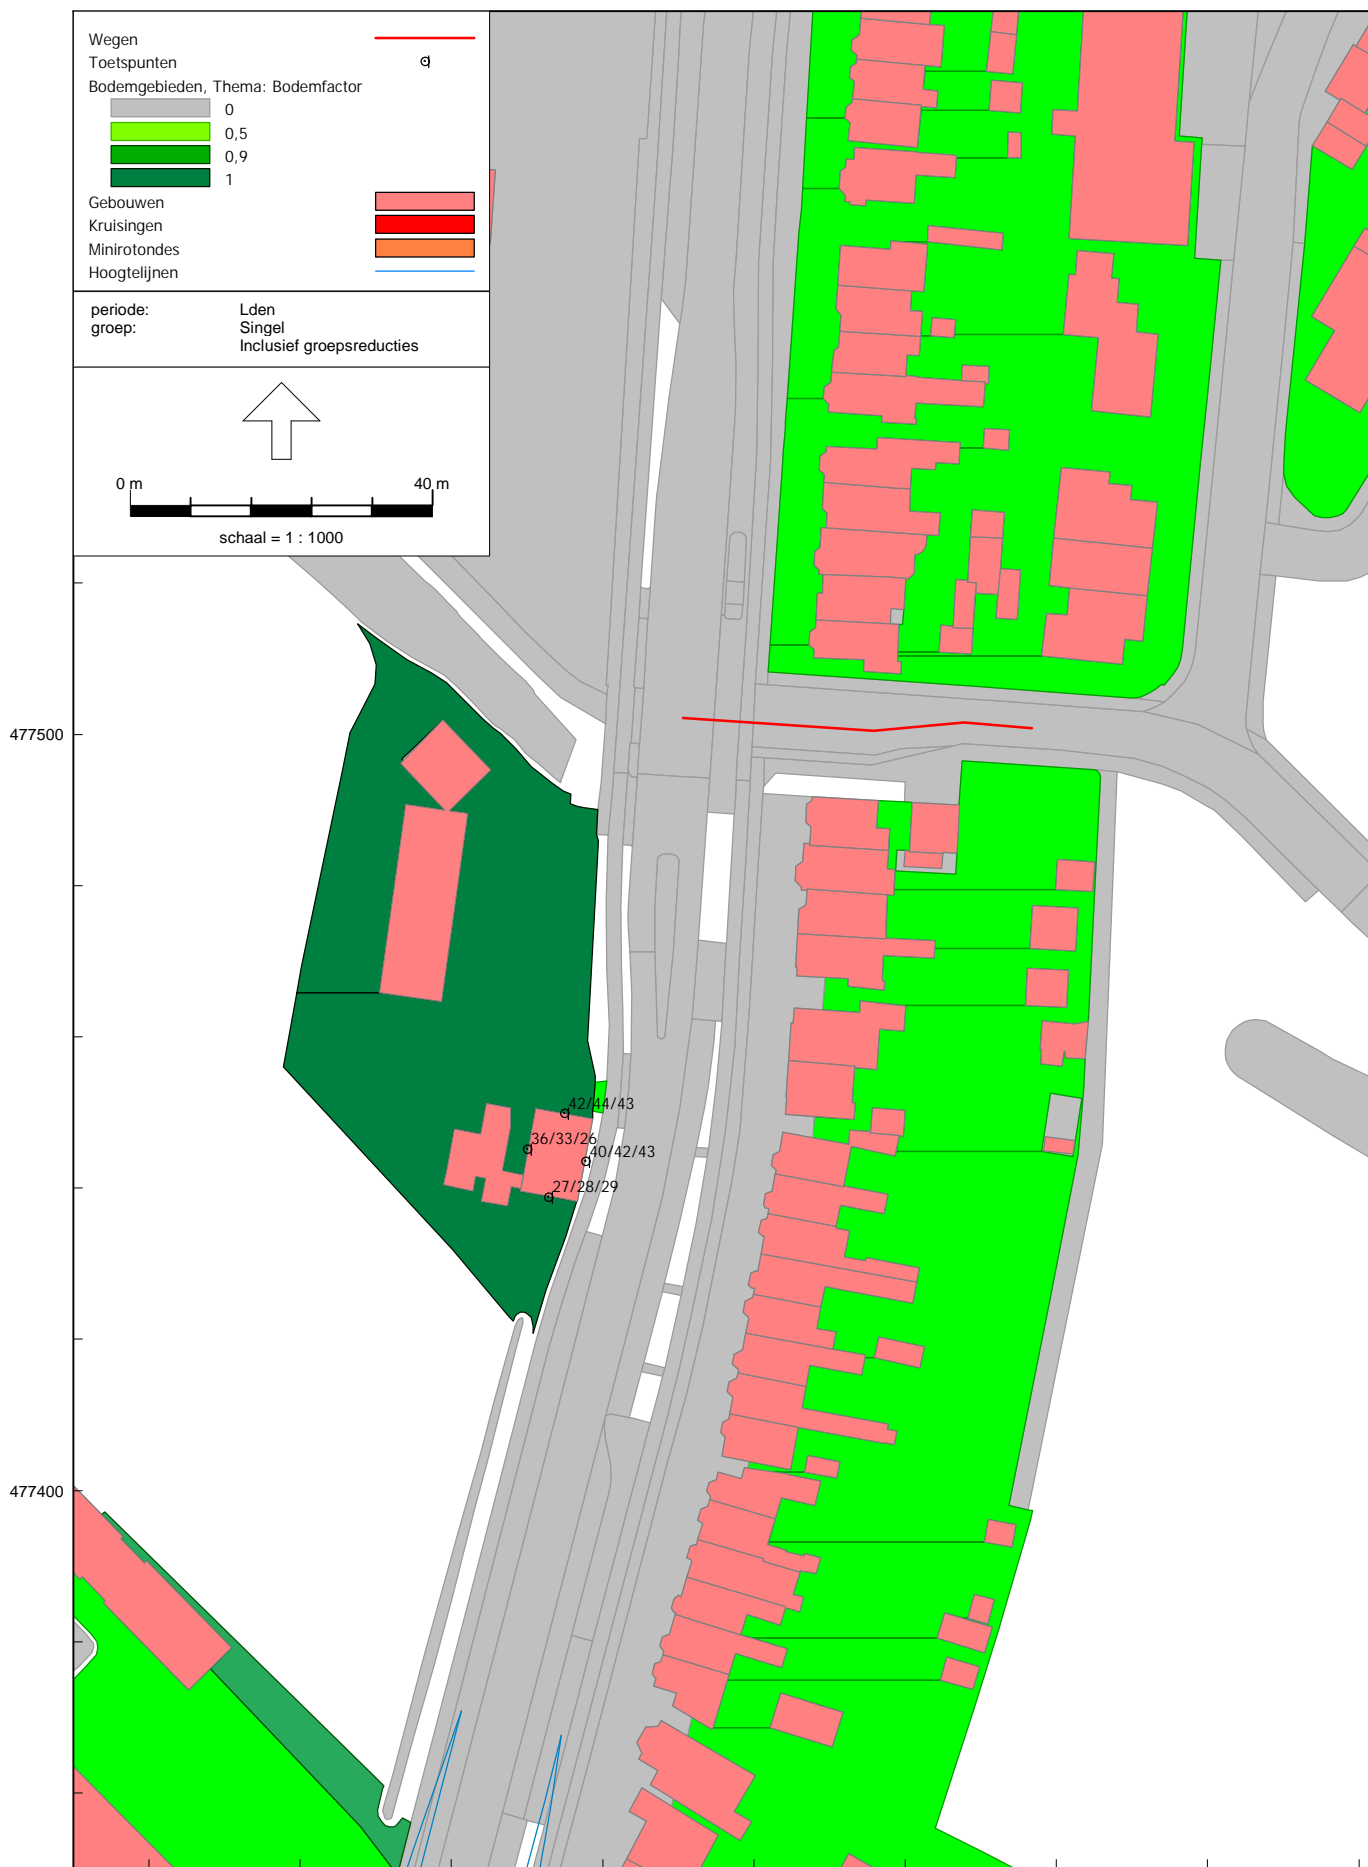 Wegen
Toetspunten
Bodemgebieden, Thema: Bodemfactor
0
0,5
0,9
1
Gebouwen
Kruisingen
Minirotondes
Hoogtelijnen
periode: Lden
groep: Singel
Inclusief groepsreducties
0 m 40 m
schaal = 1 : 1000
477500
42/44/43
36/33/26
40/42/43
27/28/29
477400